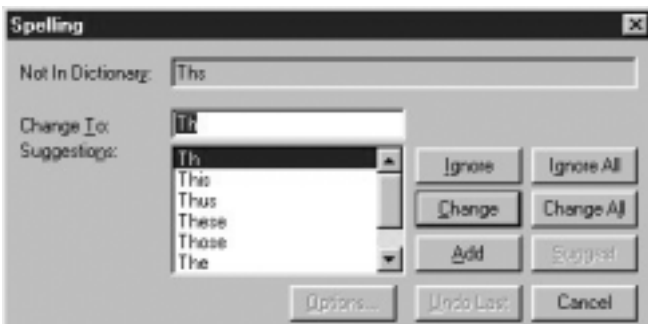 Spelling
Not In Dictionary: Ths
Change To: Th
Suggestions:
Th
This
Thus
These
Those
The
Ignore Ignore All
Change Change All
Add Suggest
Options... Undo Last Cancel